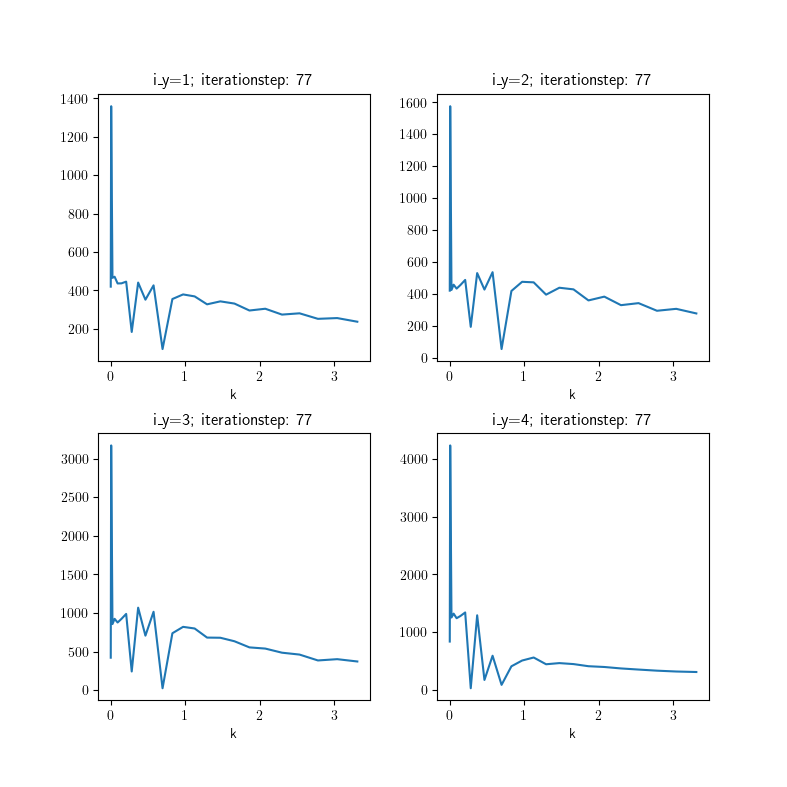 i_y=1; iterationstep: 77
1400
1200
1000
800
600
400
200
0 1 2 3
k
i_y=2; iterationstep: 77
1600
1400
1200
1000
800
600
400
200
0
0 1 2 3
k
i_y=3; iterationstep: 77
3000
2500
2000
1500
1000
500
0
0 1 2 3
k
i_y=4; iterationstep: 77
4000
3000
2000
1000
0
0 1 2 3
k